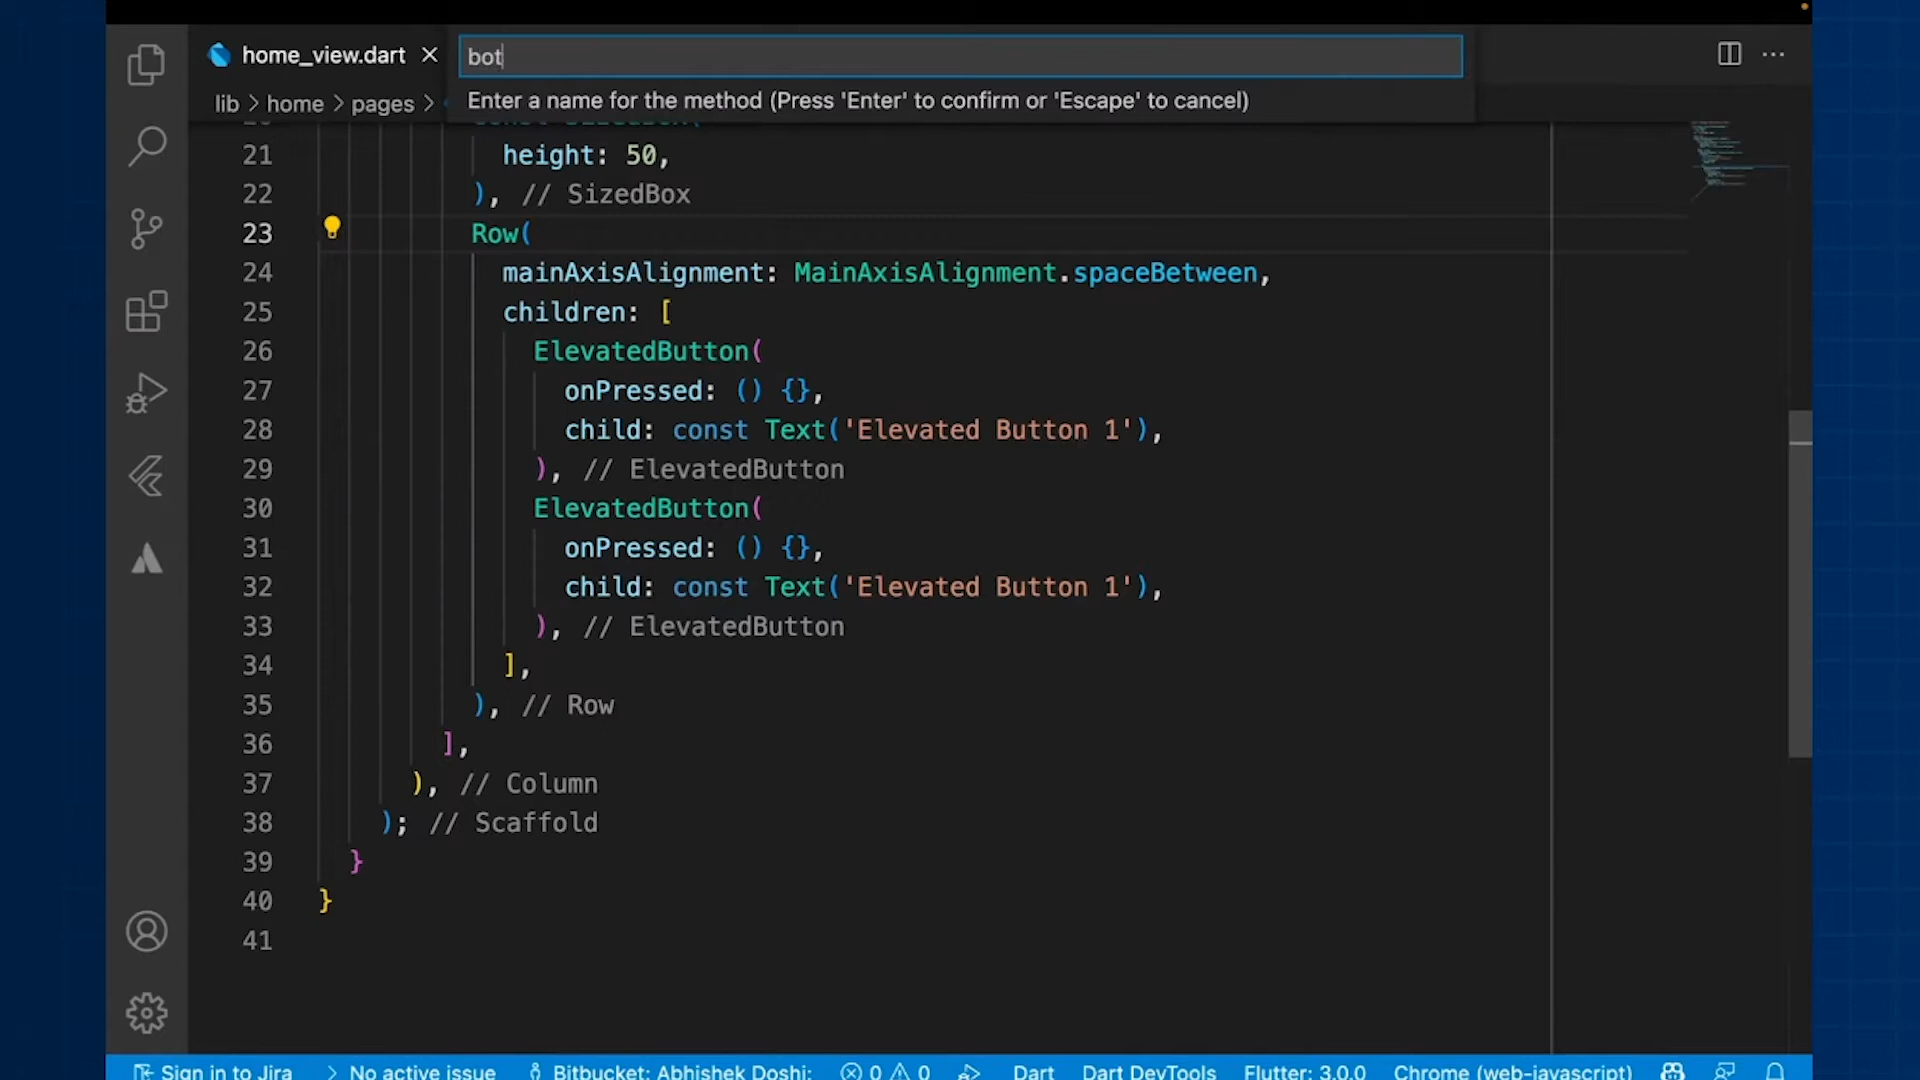 home_view.dart
bot
lib > home > pages >
Enter a name for the method (Press 'Enter' to confirm or 'Escape' to cancel)
21 height: 50,
22 ), // SizedBox
23 Row(
24 mainAxisAlignment: MainAxisAlignment.spaceBetween,
25 children: [
26 ElevatedButton(
27 onPressed: () {},
28 child: const Text('Elevated Button 1'),
29 ), // ElevatedButton
30 ElevatedButton(
31 onPressed: () {},
32 child: const Text('Elevated Button 1'),
33 ), // ElevatedButton
34 ],
35 ), // Row
36 ],
37 ), // Column
38 ); // Scaffold
39 }
40 }
41
Sign in to Jira > No active issue Bitbucket: Abhishek Doshi: 0 0 Dart Dart DevTools Flutter: 3.0.0 Chrome (web-javascript)